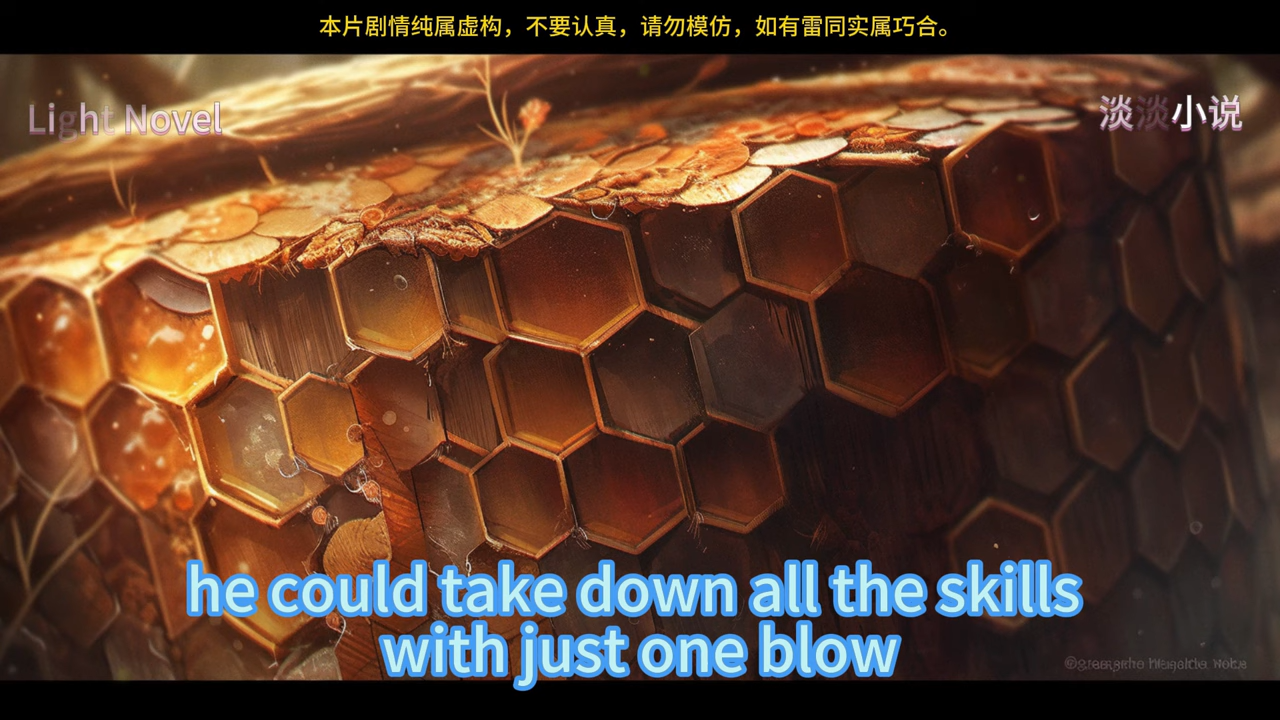 本片剧情纯属虚构，不要认真，请勿模仿，如有雷同实属巧合。
Light Novel
淡淡小说
he could take down all the skills
with just one blow